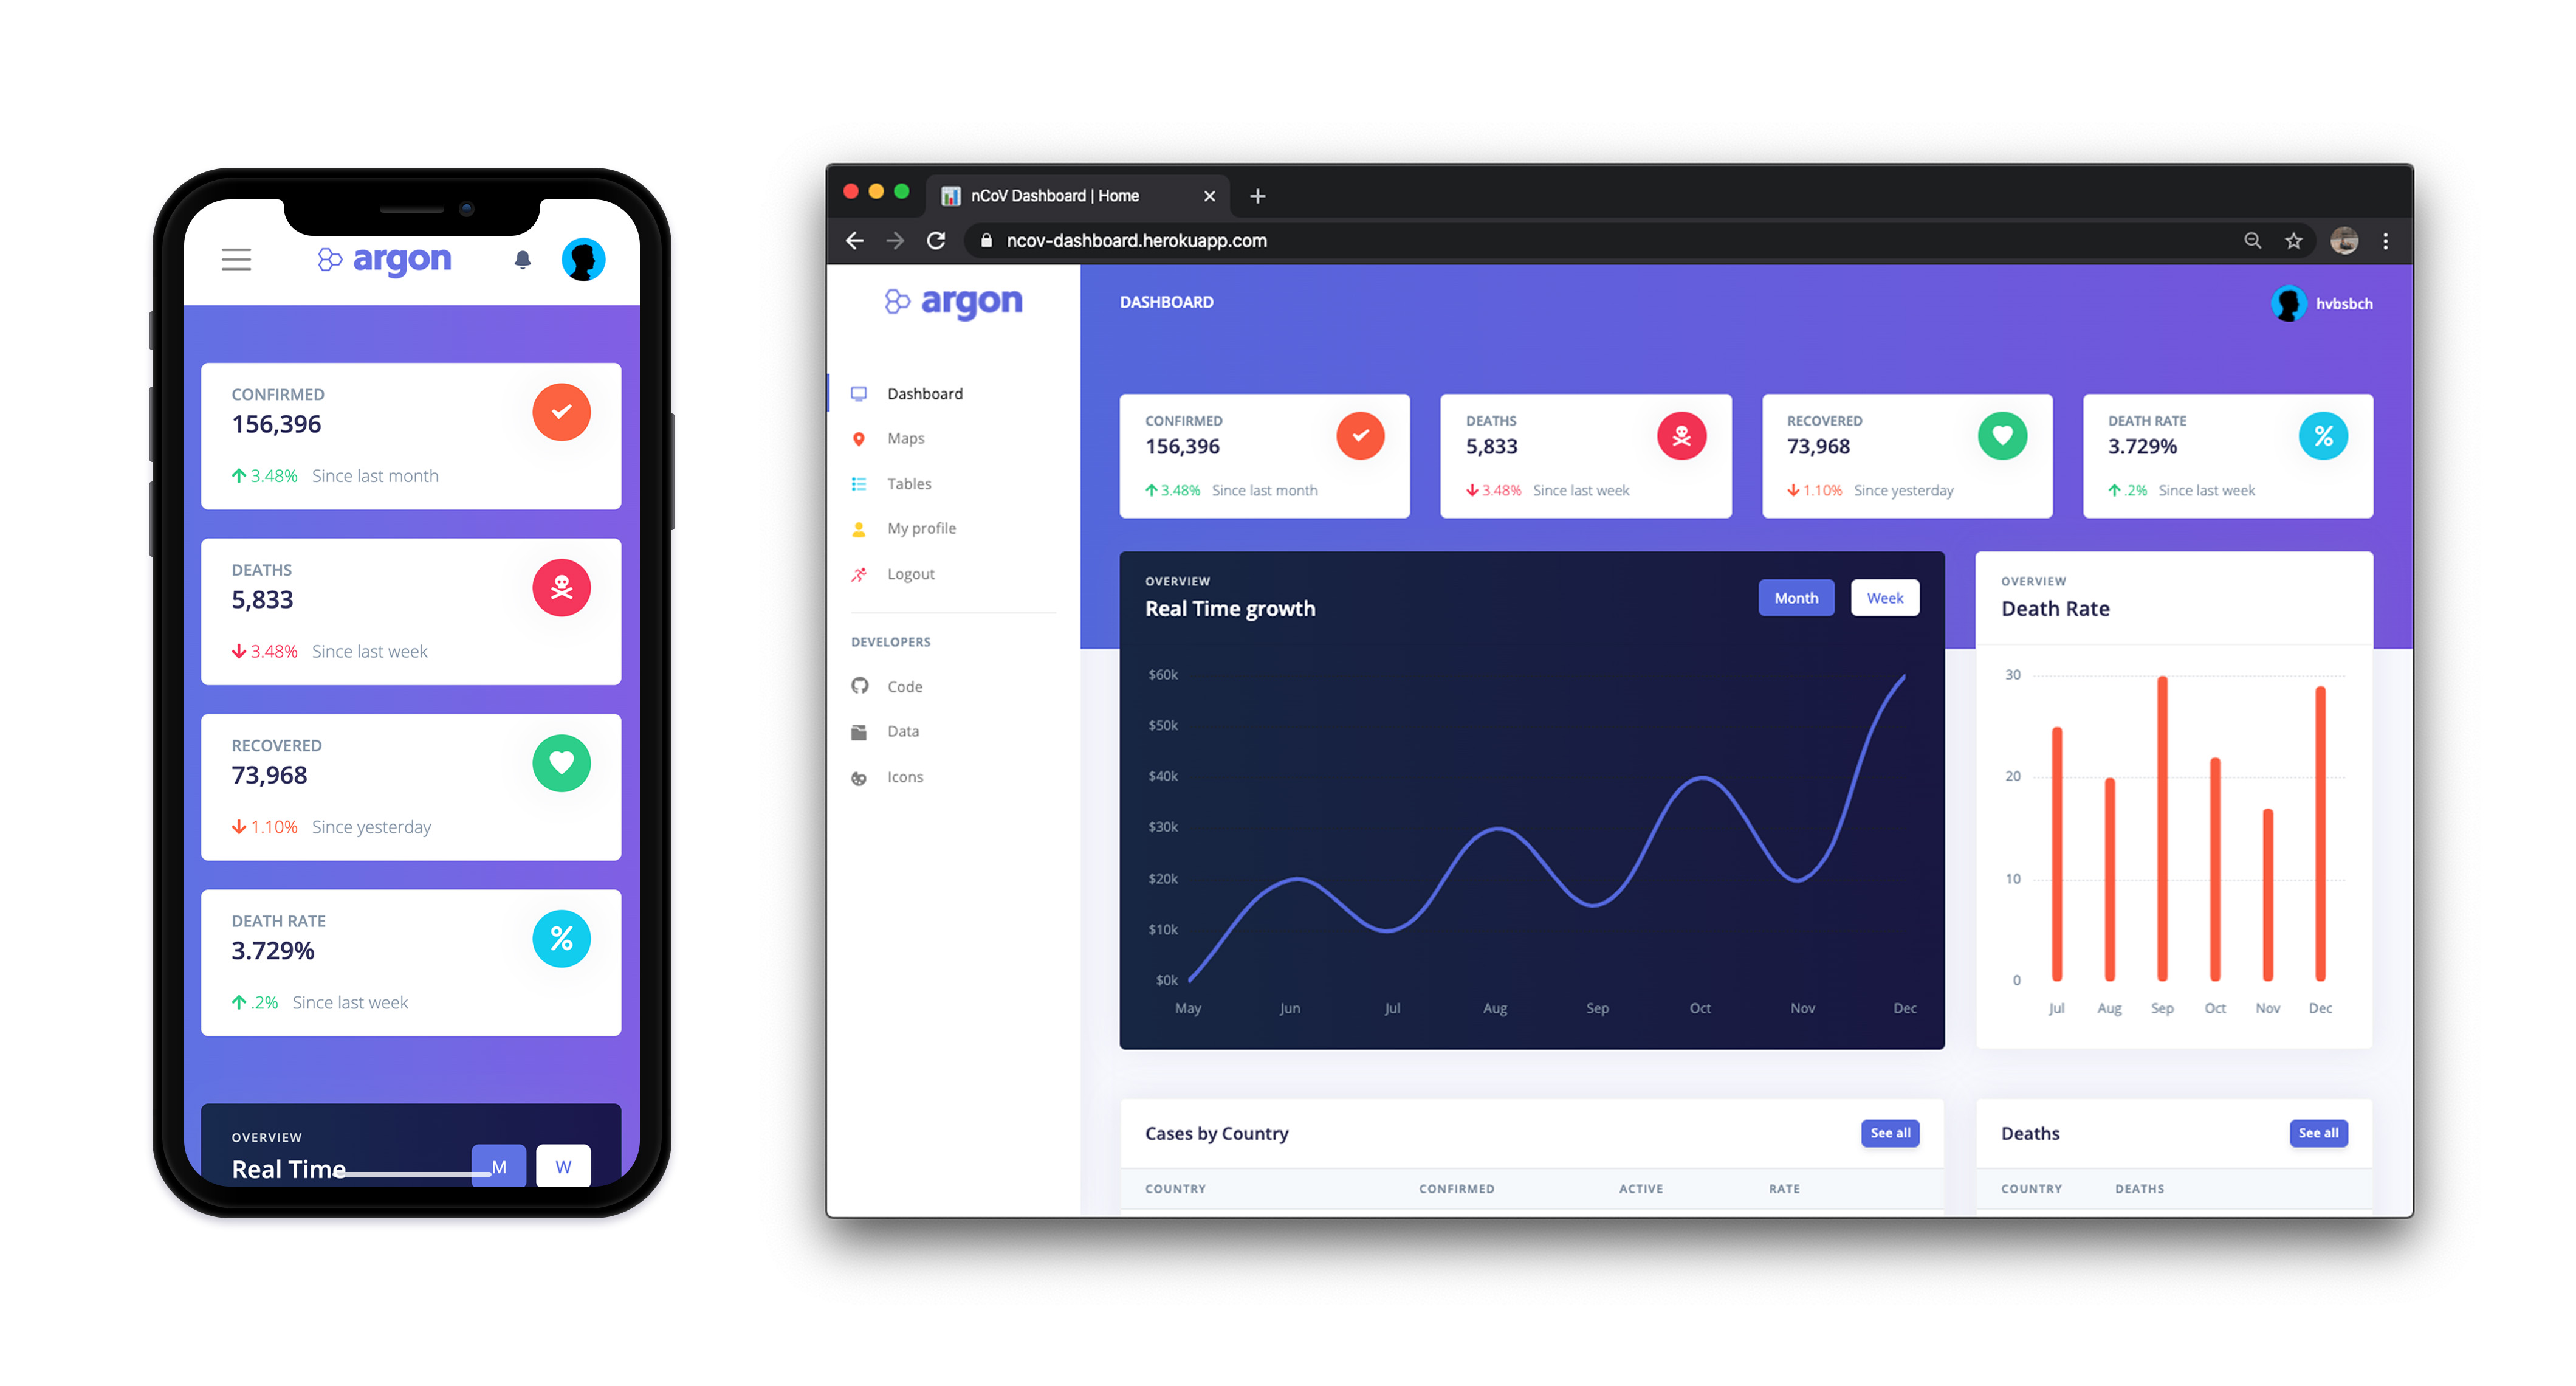 argon
CONFIRMED
156,396
3.48% Since last month
DEATHS
5,833
3.48% Since last week
RECOVERED
73,968
1.10% Since yesterday
DEATH RATE
3.729%
.2% Since last week
OVERVIEW
Real Time
M W
nCoV Dashboard | Home
ncov-dashboard.herokuapp.com
argon
Dashboard
Maps
Tables
My profile
Logout
DEVELOPERS
Code
Data
Icons
DASHBOARD
hvbsbch
CONFIRMED
156,396
3.48% Since last month
DEATHS
5,833
3.48% Since last week
RECOVERED
73,968
1.10% Since yesterday
DEATH RATE
3.729%
.2% Since last week
OVERVIEW
Real Time growth
Month Week
$60k
$50k
$40k
$30k
$20k
$10k
$0k
May Jun Jul Aug Sep Oct Nov Dec
OVERVIEW
Death Rate
30
20
10
0
Jul Aug Sep Oct Nov Dec
Cases by Country See all
COUNTRY CONFIRMED ACTIVE RATE
Deaths See all
COUNTRY DEATHS